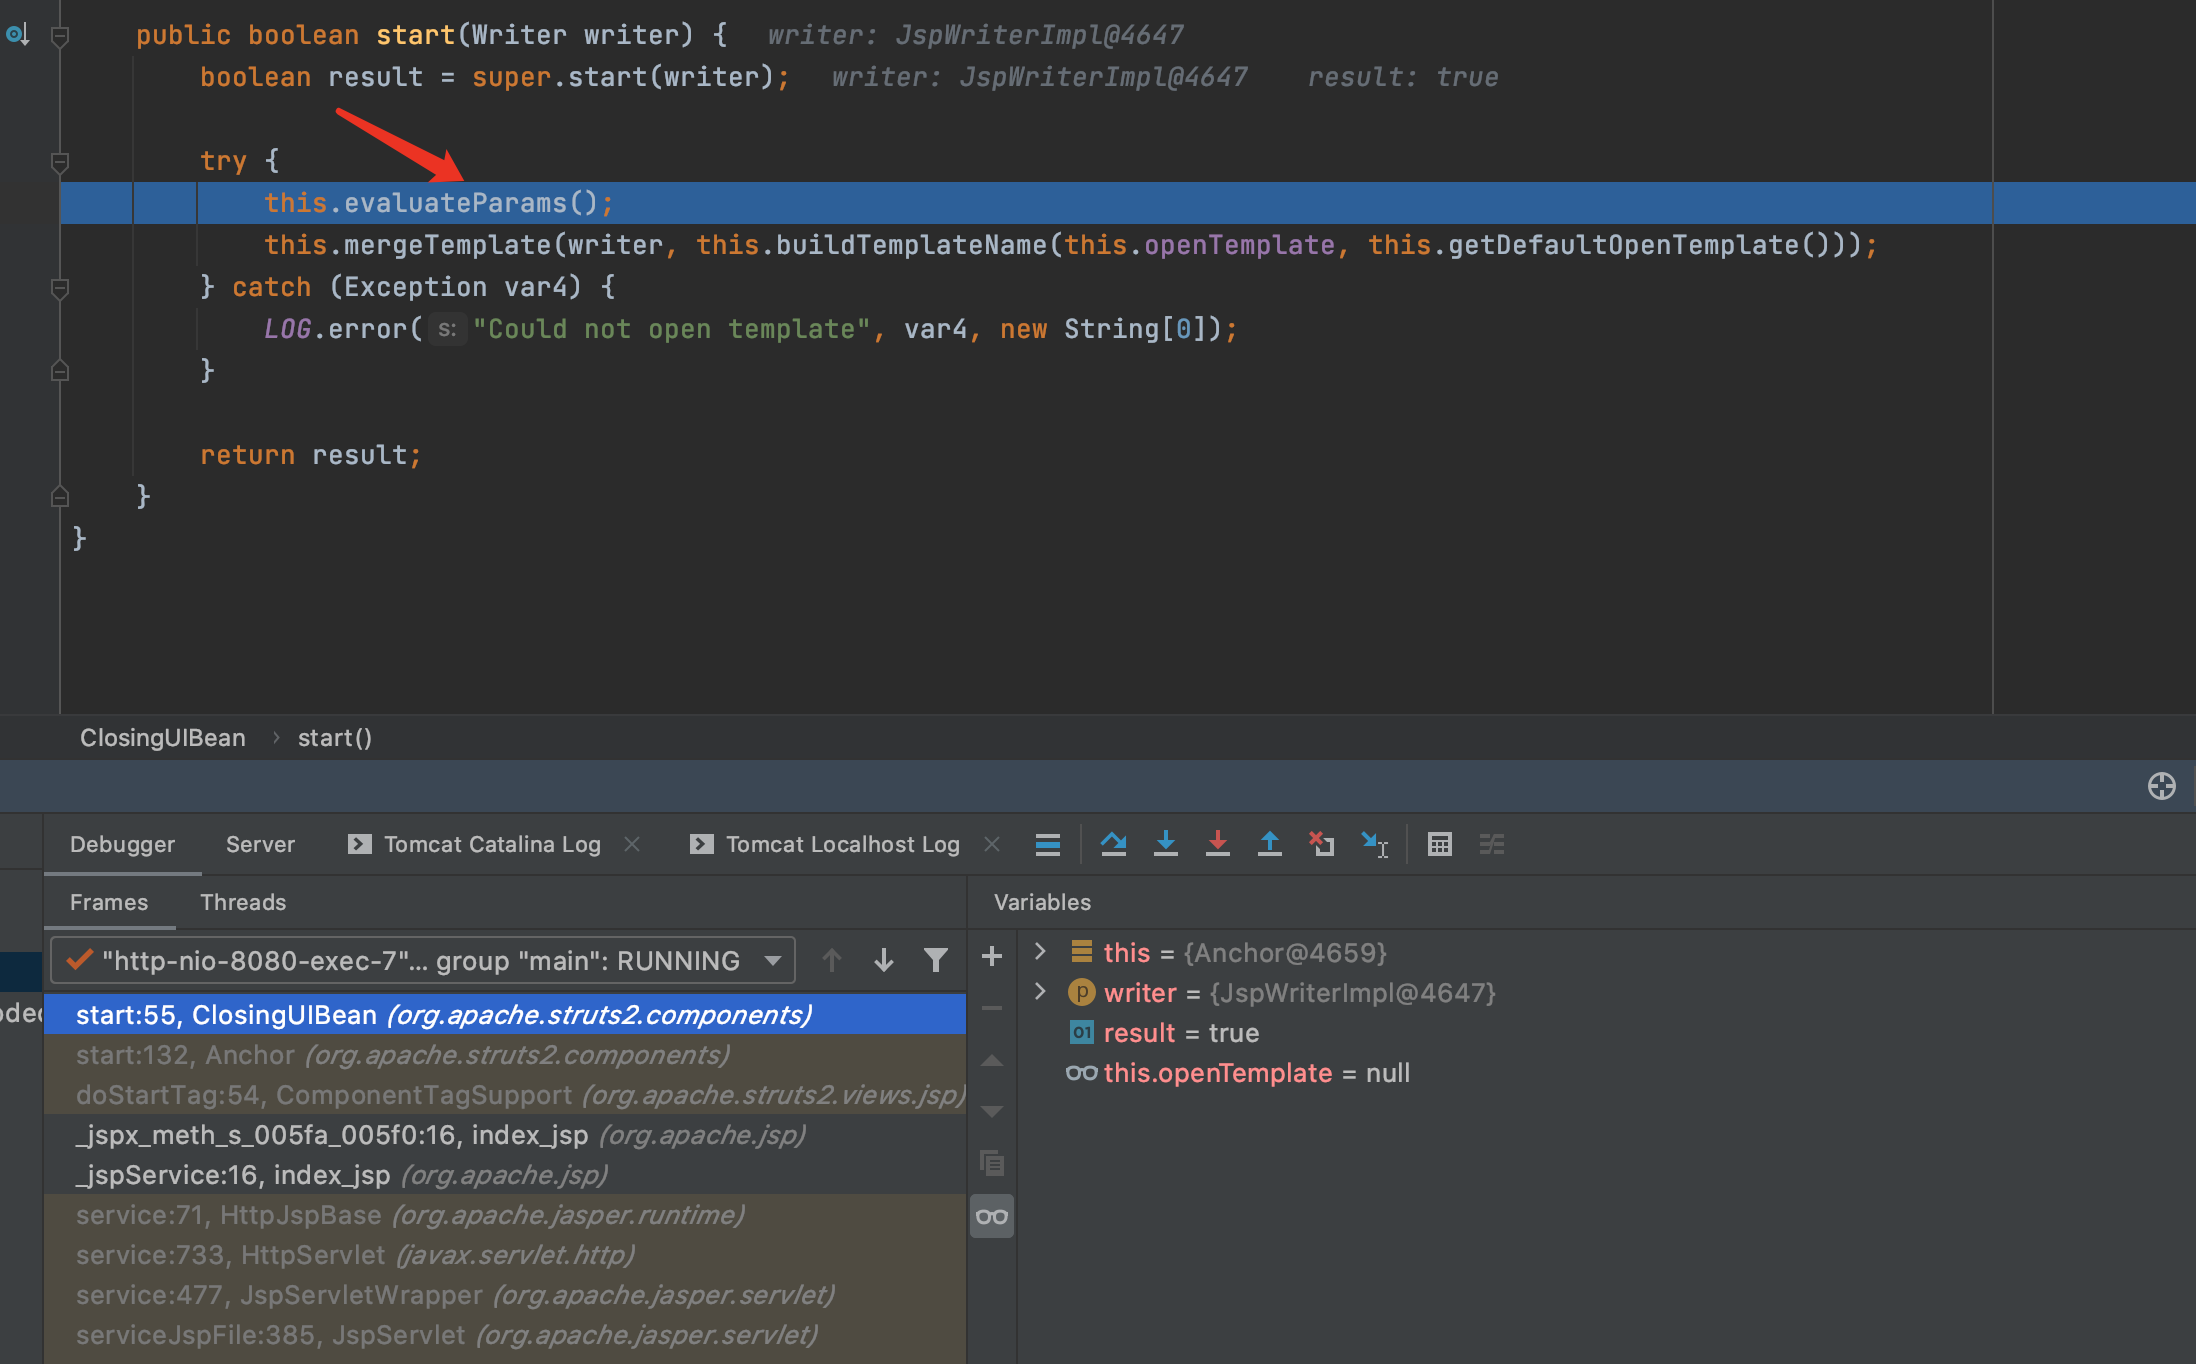 public boolean start(Writer writer) {  writer: JspWriterImpl@4647
boolean result = super.start(writer);  writer: JspWriterImpl@4647  result: true
try {
this.evaluateParams();
this.mergeTemplate(writer, this.buildTemplateName(this.openTemplate, this.getDefaultOpenTemplate()));
} catch (Exception var4) {
LOG.error( s: "Could not open template", var4, new String[0]);
}
return result;
}
}
ClosingUIBean › start()
Debugger Server Tomcat Catalina Log Tomcat Localhost Log
Frames Threads Variables
"http-nio-8080-exec-7"... group "main": RUNNING
start:55, ClosingUIBean (org.apache.struts2.components)
start:132, Anchor (org.apache.struts2.components)
doStartTag:54, ComponentTagSupport (org.apache.struts2.views.jsp)
_jspx_meth_s_005fa_005f0:16, index_jsp (org.apache.jsp)
_jspService:16, index_jsp (org.apache.jsp)
service:71, HttpJspBase (org.apache.jasper.runtime)
service:733, HttpServlet (javax.servlet.http)
service:477, JspServletWrapper (org.apache.jasper.servlet)
serviceJspFile:385, JspServlet (org.apache.jasper.servlet)
this = {Anchor@4659}
p writer = {JspWriterImpl@4647}
01 result = true
this.openTemplate = null